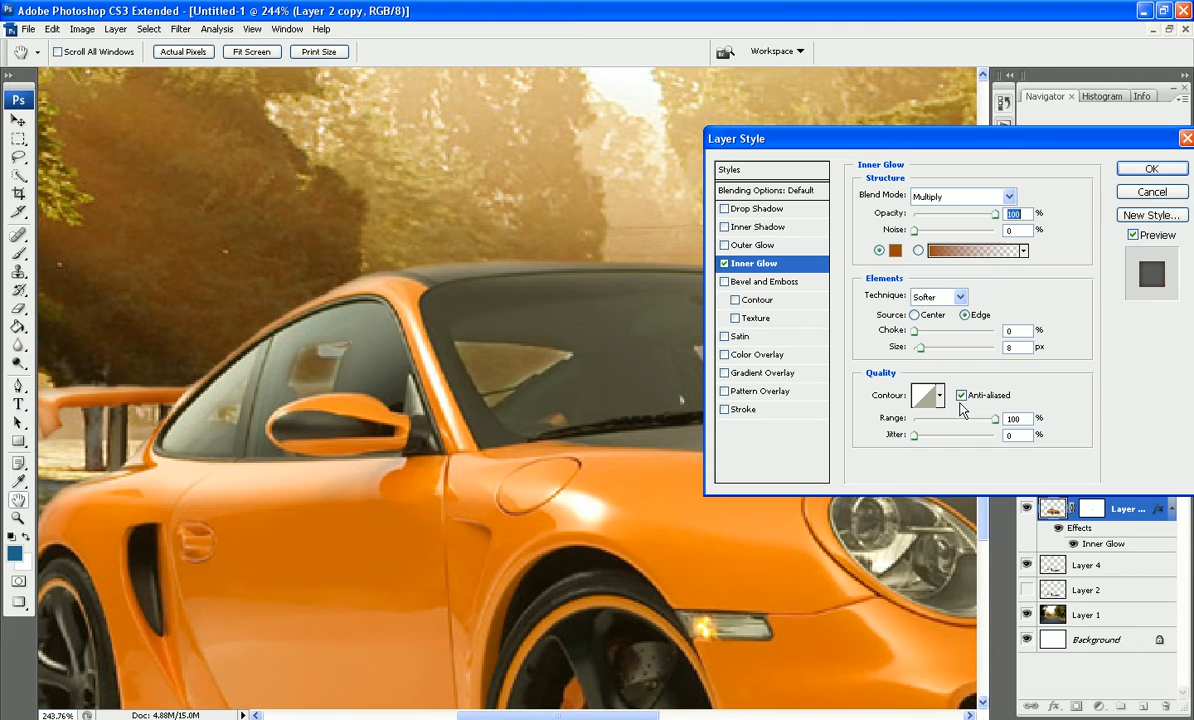 Adobe Photoshop CS3 Extended - [Untitled-1 @ 244% (Layer 2 copy, RGB/8)]
File Edit Image Layer Select Filter Analysis View Window Help
Scroll All Windows Actual Pixels Fit Screen Print Size Workspace
Ps
Navigator × Histogram Info
Layer Style
Styles
Blending Options: Default
Drop Shadow
Inner Shadow
Outer Glow
Inner Glow
Bevel and Emboss
Contour
Texture
Satin
Color Overlay
Gradient Overlay
Pattern Overlay
Stroke
Inner Glow
Structure
Blend Mode: Multiply
Opacity: 100 %
Noise: 0 %
Elements
Technique: Softer
Source: Center Edge
Choke: 0 %
Size: 8 px
Quality
Contour: Anti-aliased
Range: 100 %
Jitter: 0 %
OK
Cancel
New Style...
Preview
Layer ... fx
Effects
Inner Glow
Layer 4
Layer 2
Layer 1
Background
243.76% Doc: 4.88M/15.0M